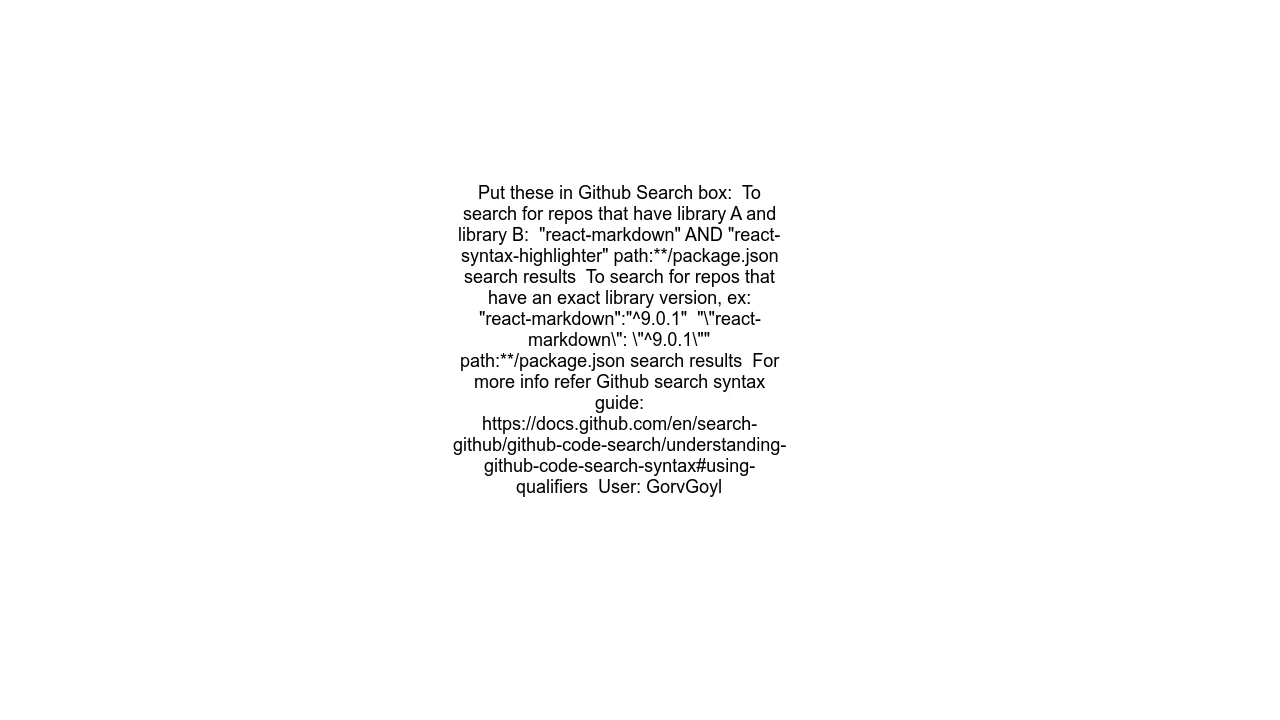 Put these in Github Search box:  To
search for repos that have library A and
library B:  "react-markdown" AND "react-
syntax-highlighter" path:**/package.json
search results  To search for repos that
have an exact library version, ex:
"react-markdown":"^9.0.1"  "\"react-
markdown\": \"^9.0.1\""
path:**/package.json search results  For
more info refer Github search syntax
guide:
https://docs.github.com/en/search-
github/github-code-search/understanding-
github-code-search-syntax#using-
qualifiers  User: GorvGoyl